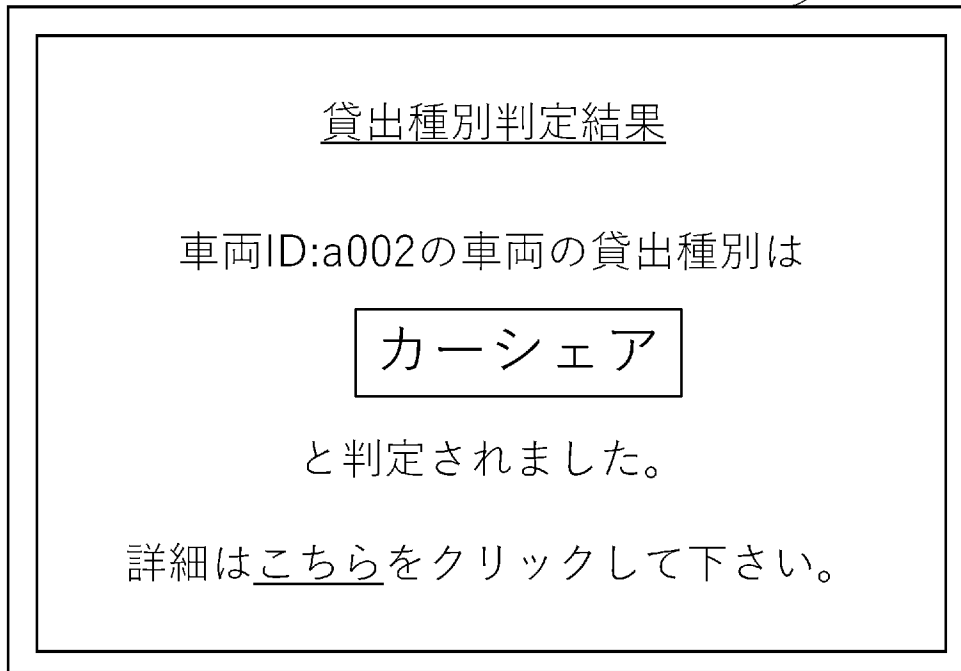 貸出種別判定結果
車両ID:a002の車両の貸出種別は
カーシェア
と判定されました。
詳細はこちらをクリックして下さい。